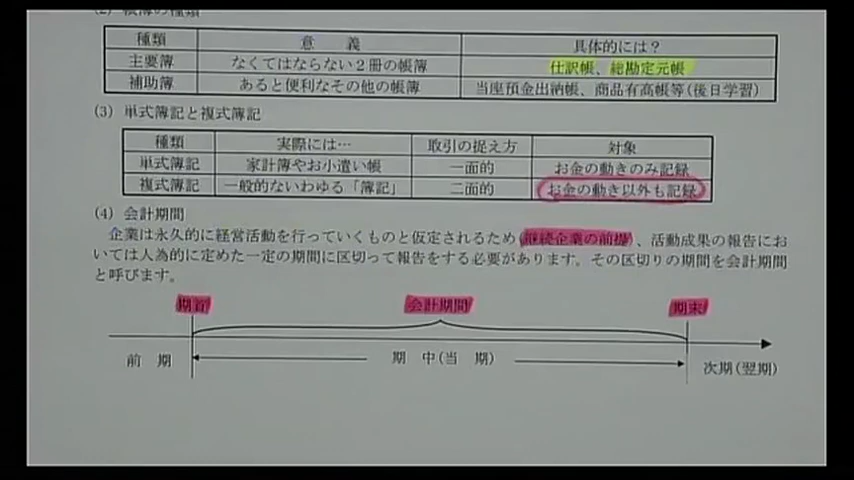 (2) 帳簿の種類
種類 意 義 具体的には？
主要簿 なくてはならない２冊の帳簿 仕訳帳、総勘定元帳
補助簿 あると便利なその他の帳簿 当座預金出納帳、商品有高帳等(後日学習)
(3) 単式簿記と複式簿記
種類 実際には… 取引の捉え方 対象
単式簿記 家計簿やお小遣い帳 一面的 お金の動きのみ記録
複式簿記 一般的ないわゆる「簿記」 二面的 お金の動き以外も記録
(4) 会計期間
企業は永久的に経営活動を行っていくものと仮定されるため(継続企業の前提)、活動成果の報告にお
いては人為的に定めた一定の期間に区切って報告をする必要があります。その区切りの期間を会計期間
と呼びます。
期首 会計期間 期末
前 期 期 中(当 期) 次期(翌期)